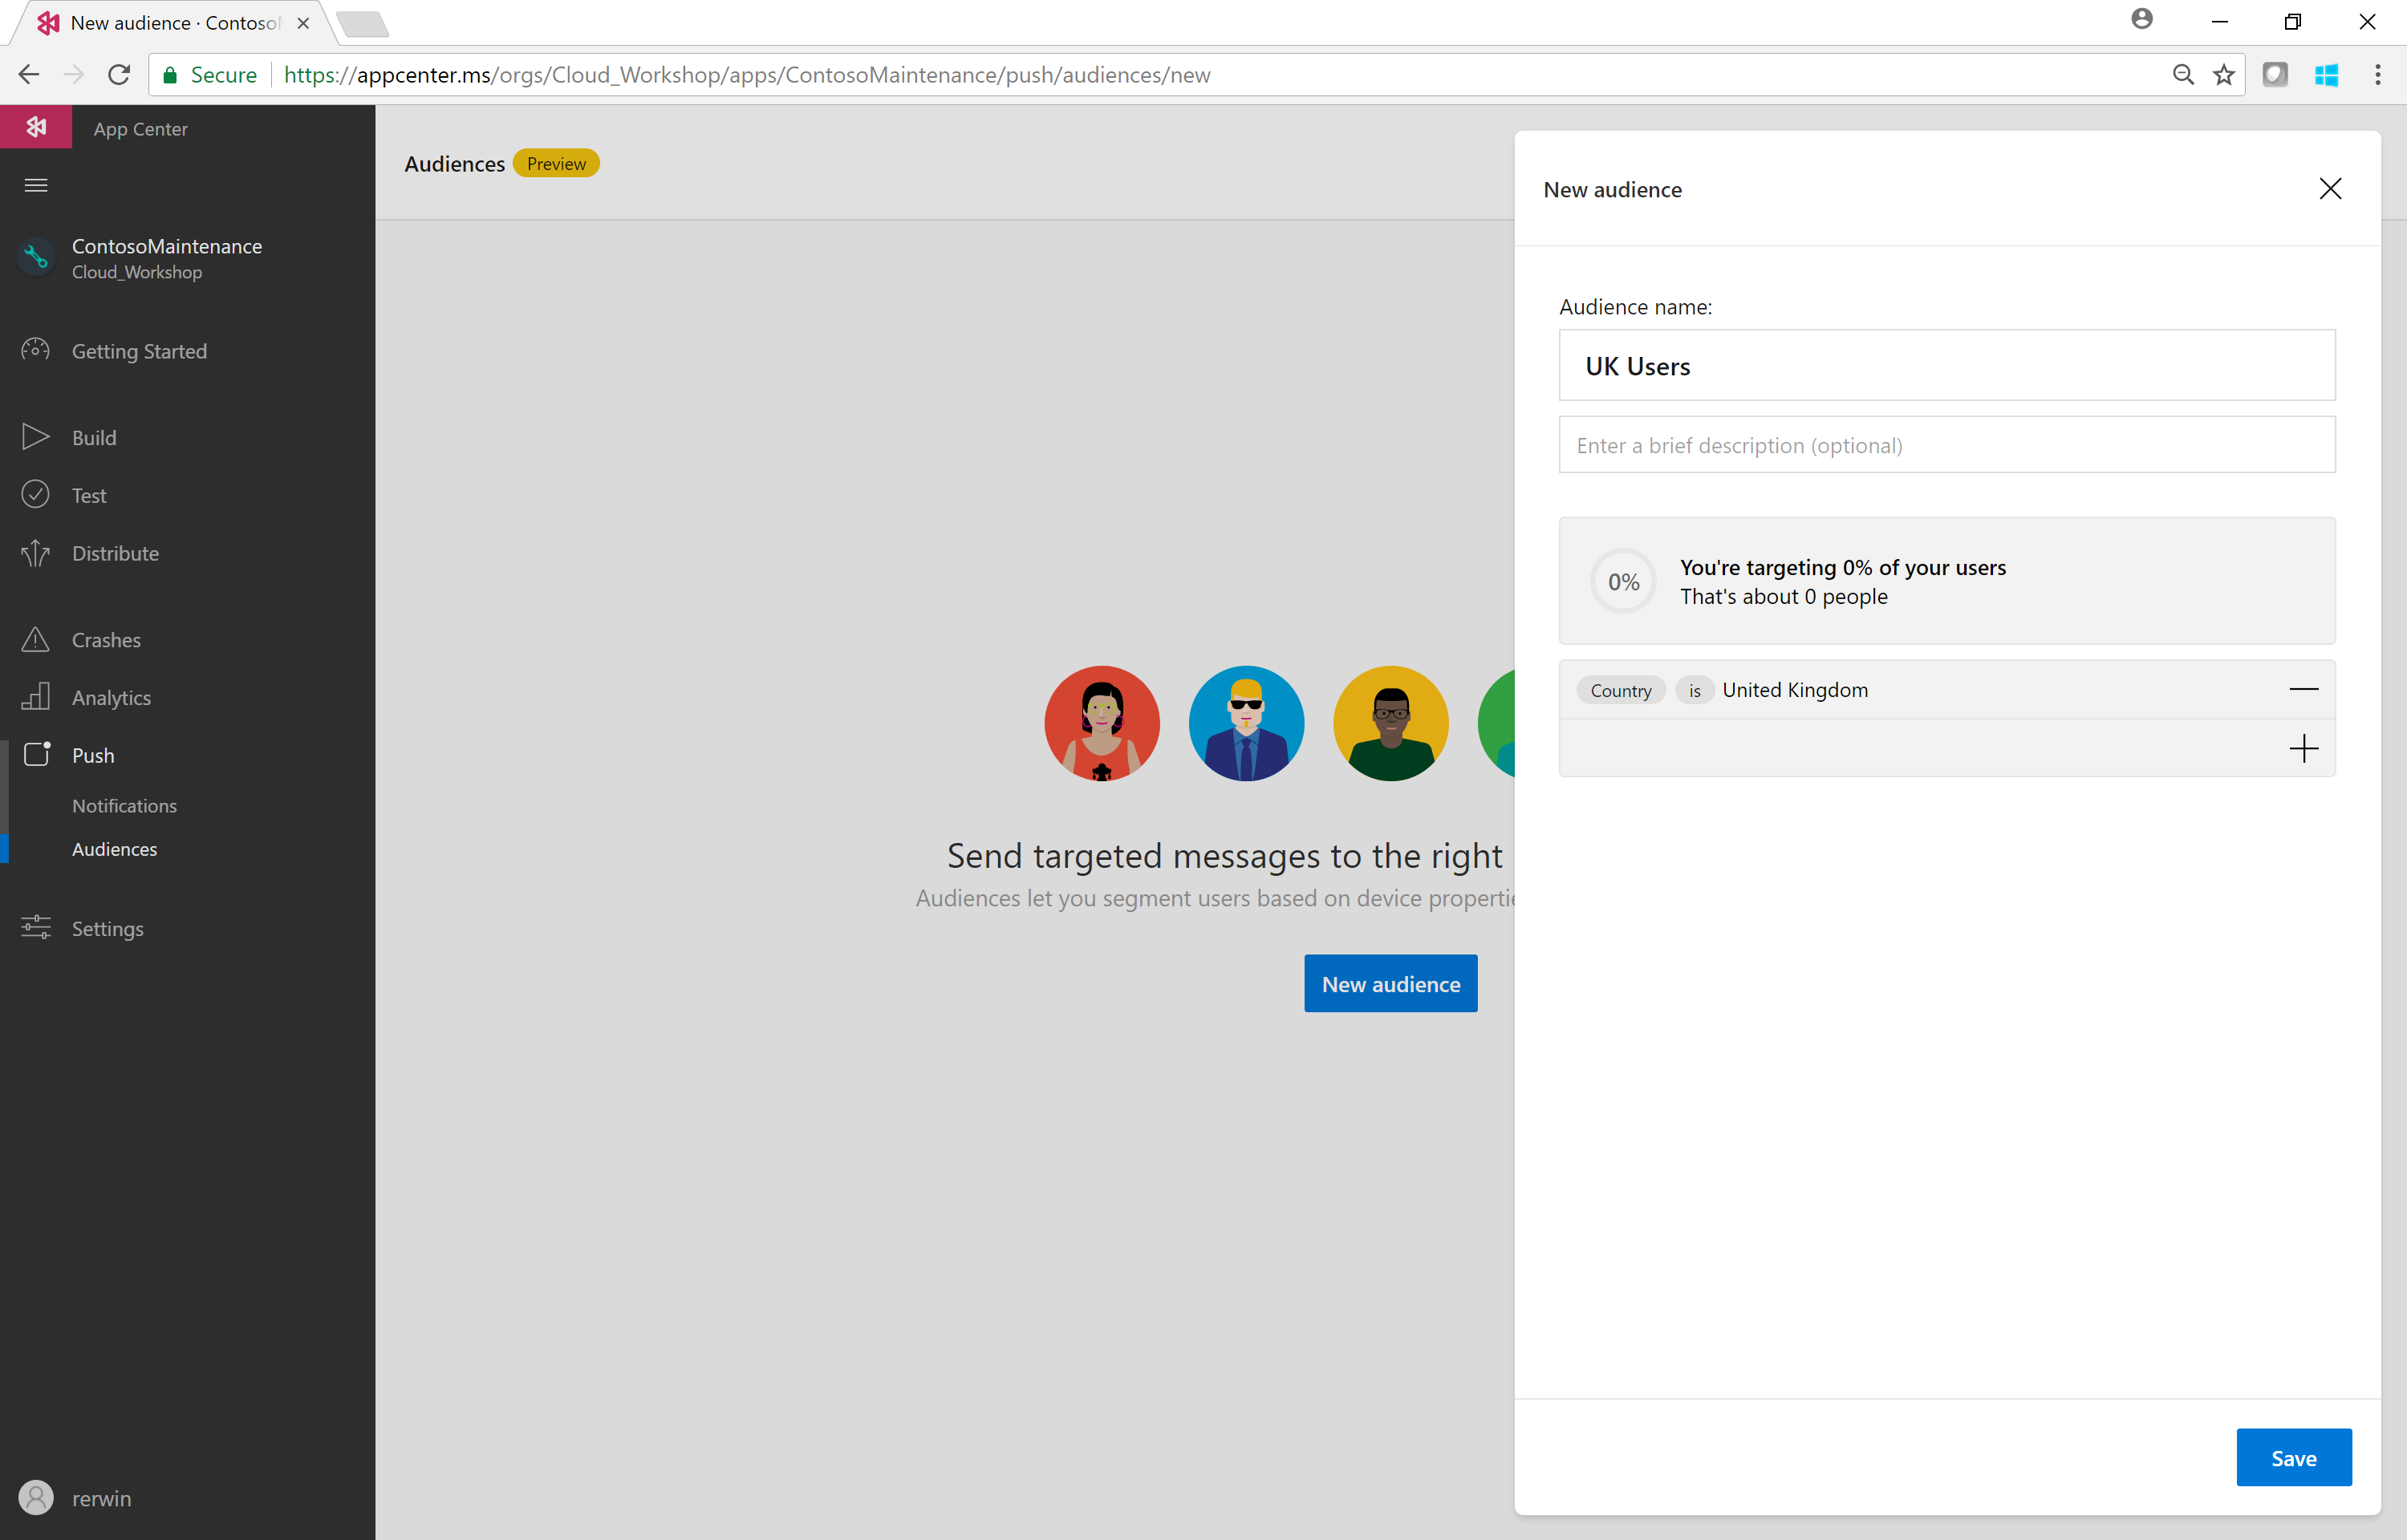 New audience · Contoso
Secure
https://appcenter.ms/orgs/Cloud_Workshop/apps/ContosoMaintenance/push/audiences/new
App Center
ContosoMaintenance
Cloud_Workshop
Getting Started
Build
Test
Distribute
Crashes
Analytics
Push
Notifications
Audiences
Settings
rerwin
Audiences Preview
Send targeted messages to the right
Audiences let you segment users based on device properti
New audience
New audience
Audience name:
UK Users
Enter a brief description (optional)
0%
You're targeting 0% of your users
That's about 0 people
Country is United Kingdom
Save